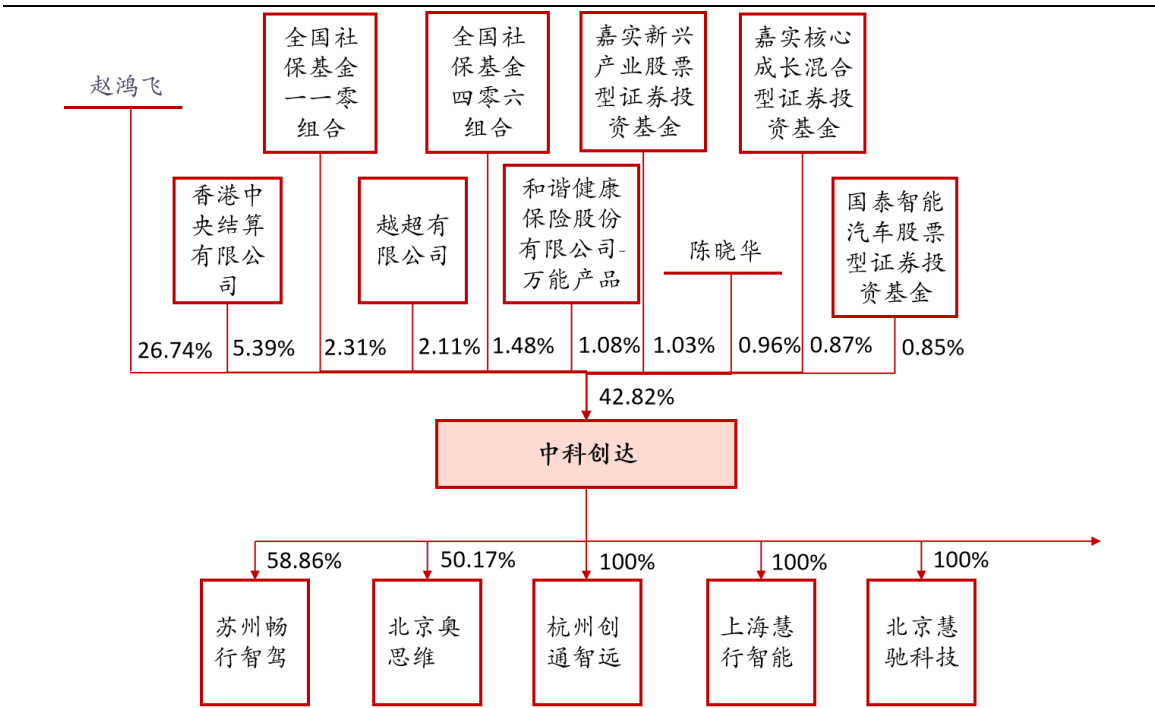 赵鸿飞
全国社
保基金
一一零
组合
全国社
保基金
四零六
组合
嘉实新兴
产业股票
型证券投
资基金
嘉实核心
成长混合
型证券投
资基金
香港中
央结算
有限公
司
越超有
限公司
和谐健康
保险股份
有限公司-
万能产品
陈晓华
国泰智能
汽车股票
型证券投
资基金
26.74%
5.39%
2.31%
2.11%
1.48%
1.08%
1.03%
0.96%
0.87%
0.85%
42.82%
中科创达
58.86%
50.17%
100%
100%
100%
苏州畅
行智驾
北京奥
思维
杭州创
通智远
上海慧
行智能
北京慧
驰科技